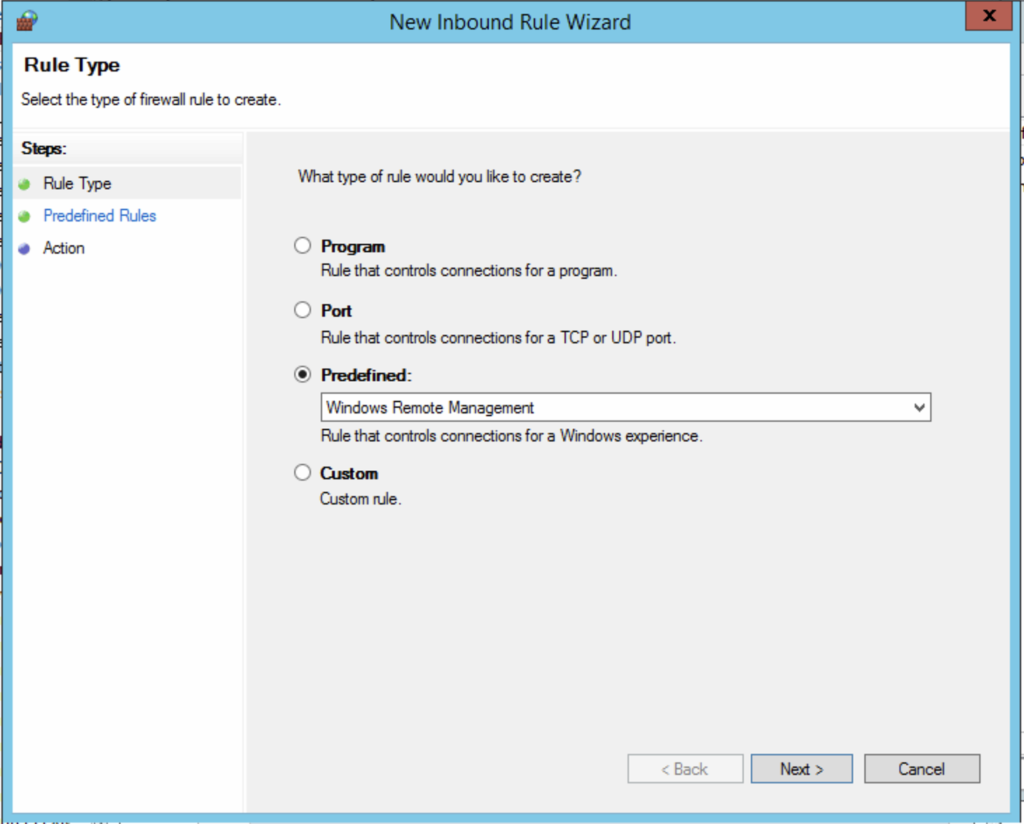 New Inbound Rule Wizard
x
Rule Type
Select the type of firewall rule to create.
Steps:
Rule Type
Predefined Rules
Action
What type of rule would you like to create?
Program
Rule that controls connections for a program.
Port
Rule that controls connections for a TCP or UDP port.
Predefined:
Windows Remote Management
Rule that controls connections for a Windows experience.
Custom
Custom rule.
< Back
Next >
Cancel